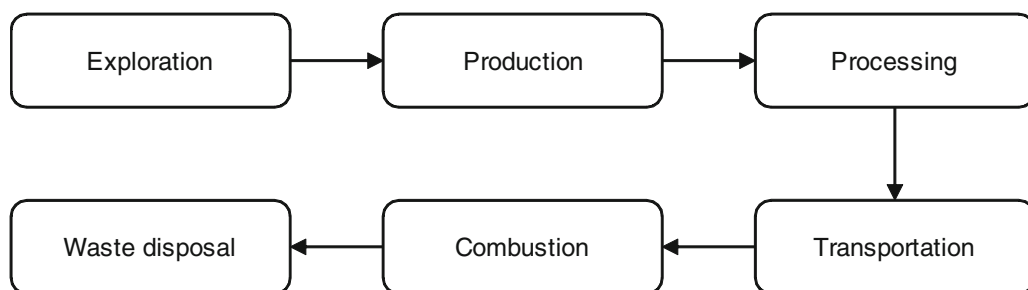 Exploration
Production
Processing
Transportation
Combustion
Waste disposal